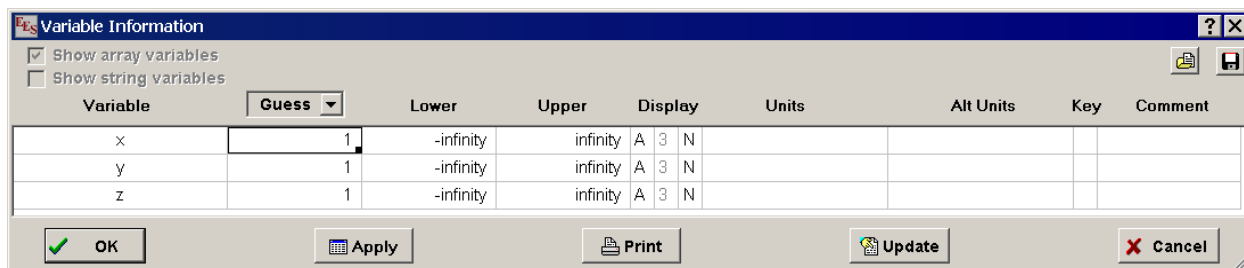 EES Variable Information
Show array variables
Show string variables
Variable Guess Lower Upper Display Units Alt Units Key Comment
x 1 -infinity infinity A 3 N
y 1 -infinity infinity A 3 N
z 1 -infinity infinity A 3 N
OK Apply Print Update Cancel